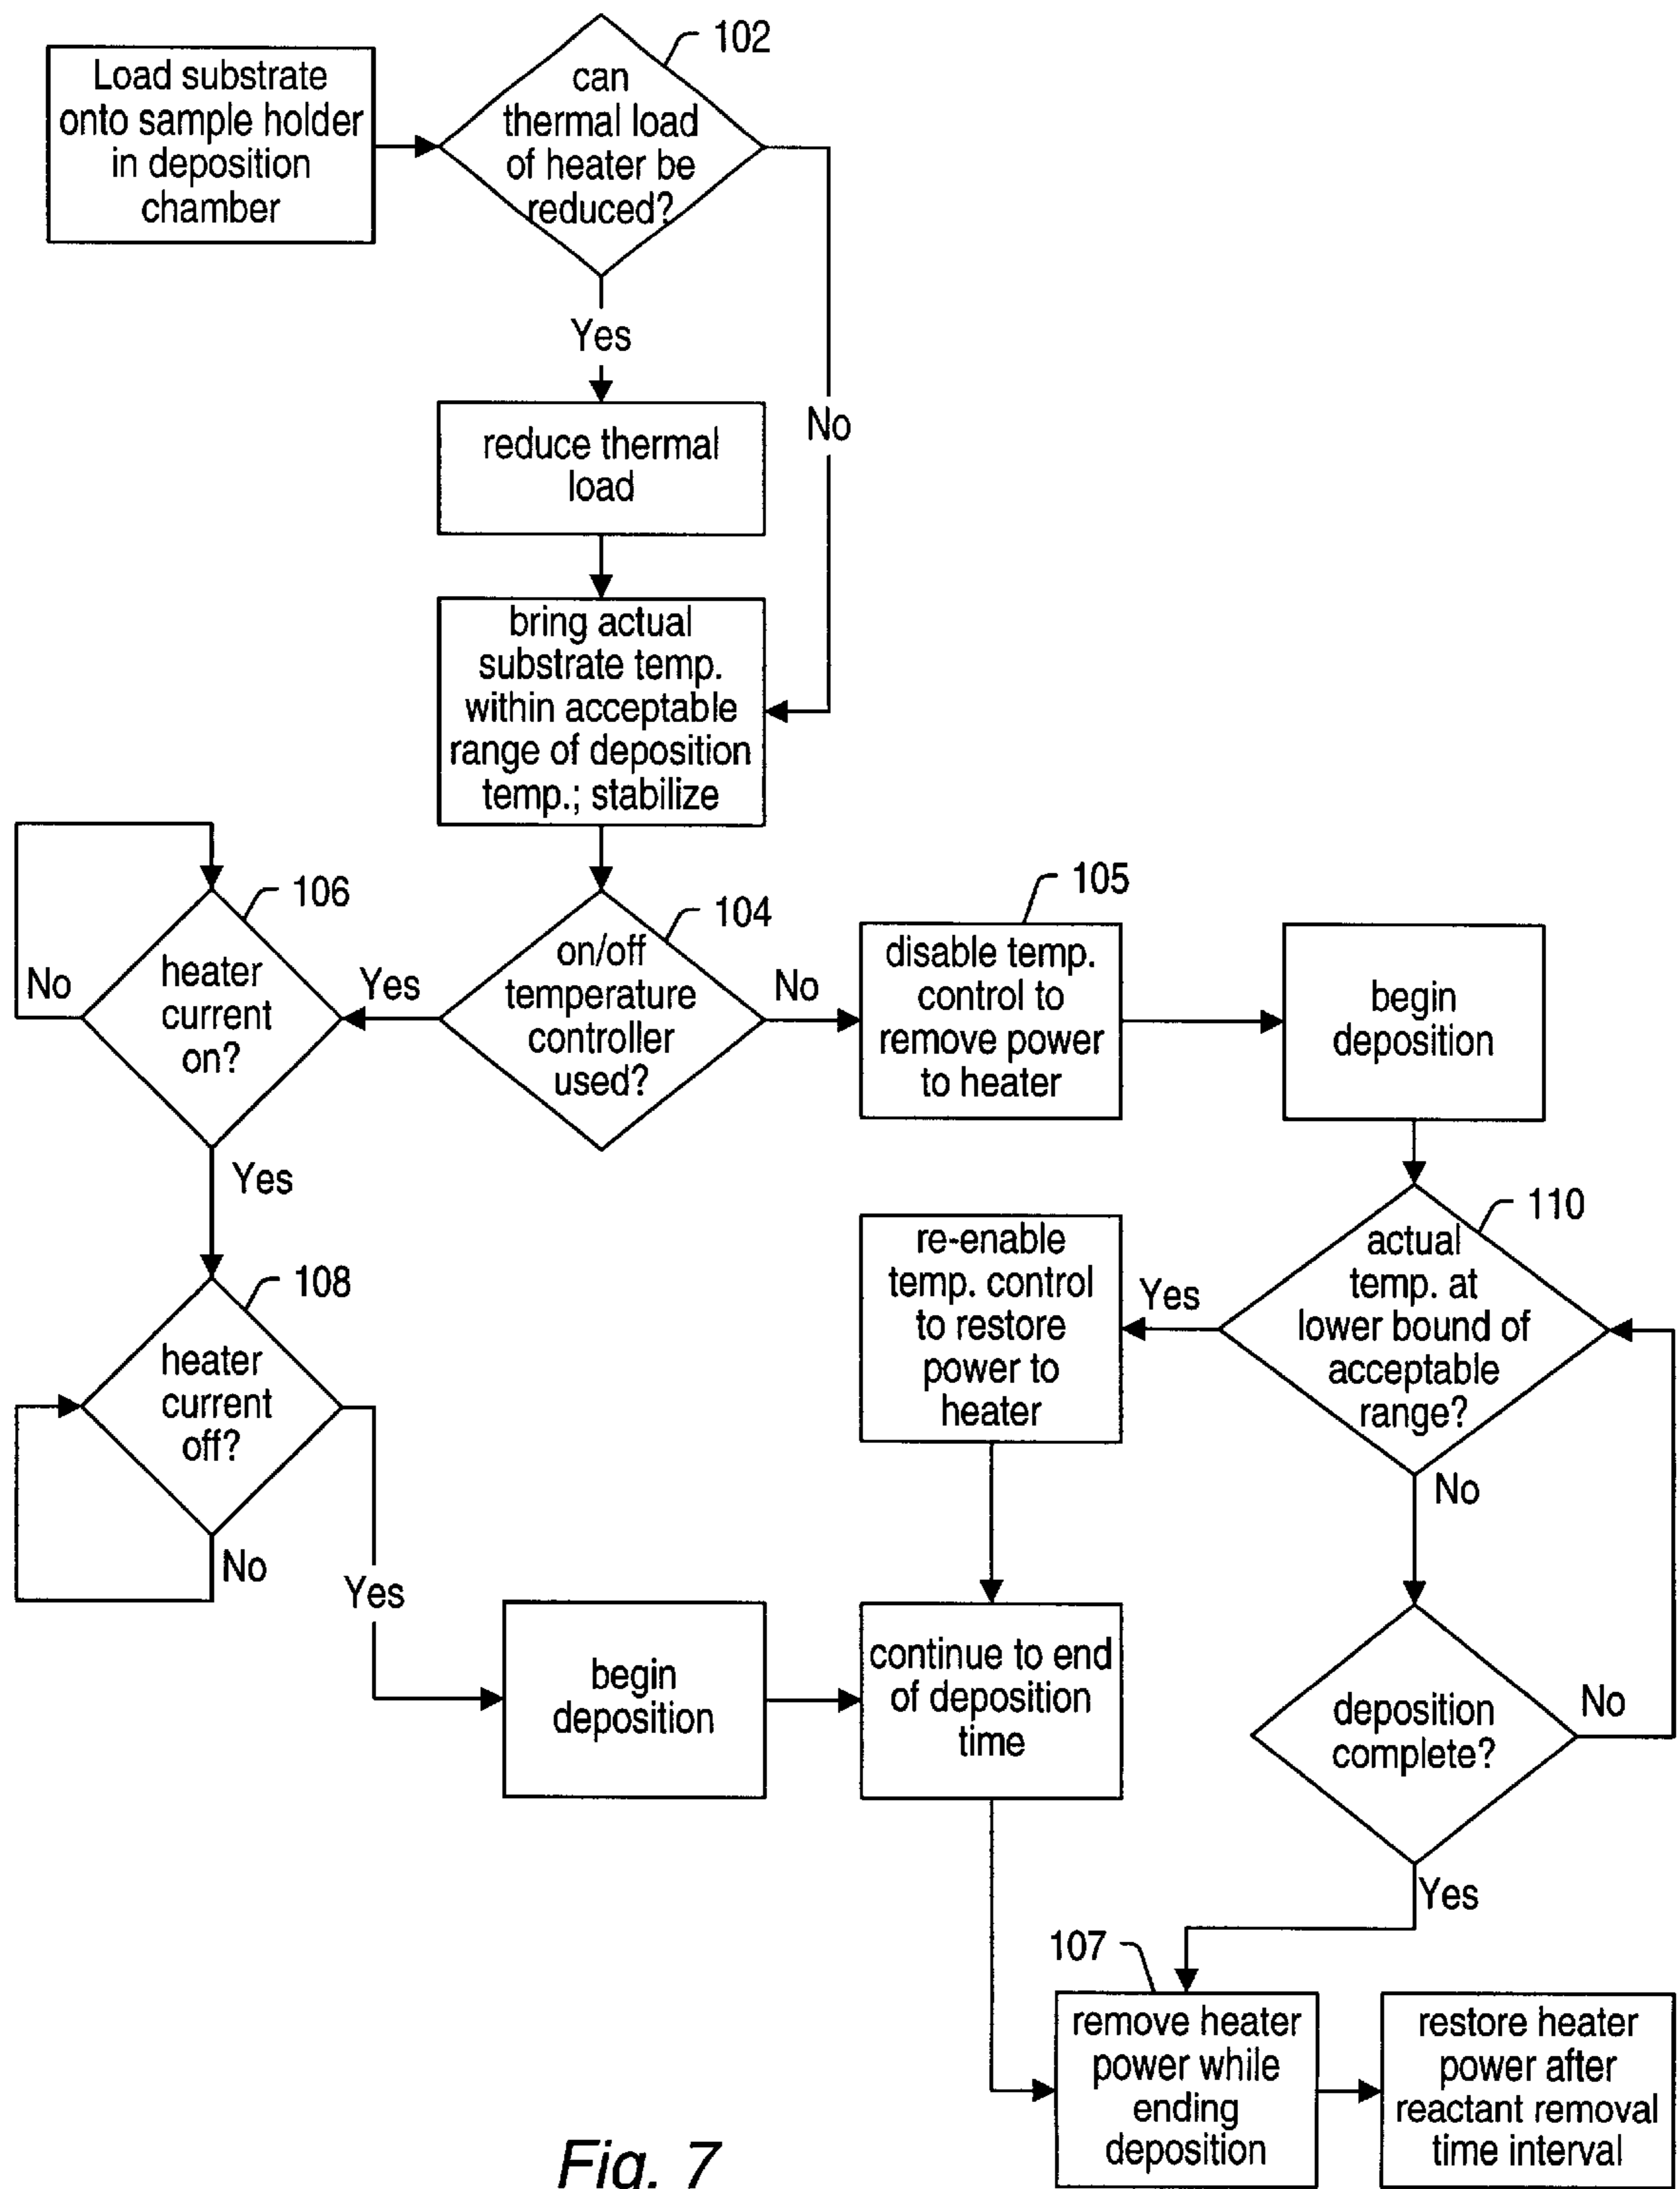 Load substrate
onto sample holder
in deposition
chamber
102
can
thermal load
of heater be
reduced?
Yes
No
reduce thermal
load
bring actual
substrate temp.
within acceptable
range of deposition
temp.; stabilize
106
heater
current
on?
No
Yes
104
on/off
temperature
controller
used?
Yes
No
105
disable temp.
control to
remove power
to heater
begin
deposition
108
heater
current
off?
No
Yes
re-enable
temp. control
to restore
power to
heater
Yes
110
actual
temp. at
lower bound of
acceptable
range?
No
begin
deposition
continue to end
of deposition
time
deposition
complete?
No
Yes
107
remove heater
power while
ending
deposition
restore heater
power after
reactant removal
time interval
Fig. 7